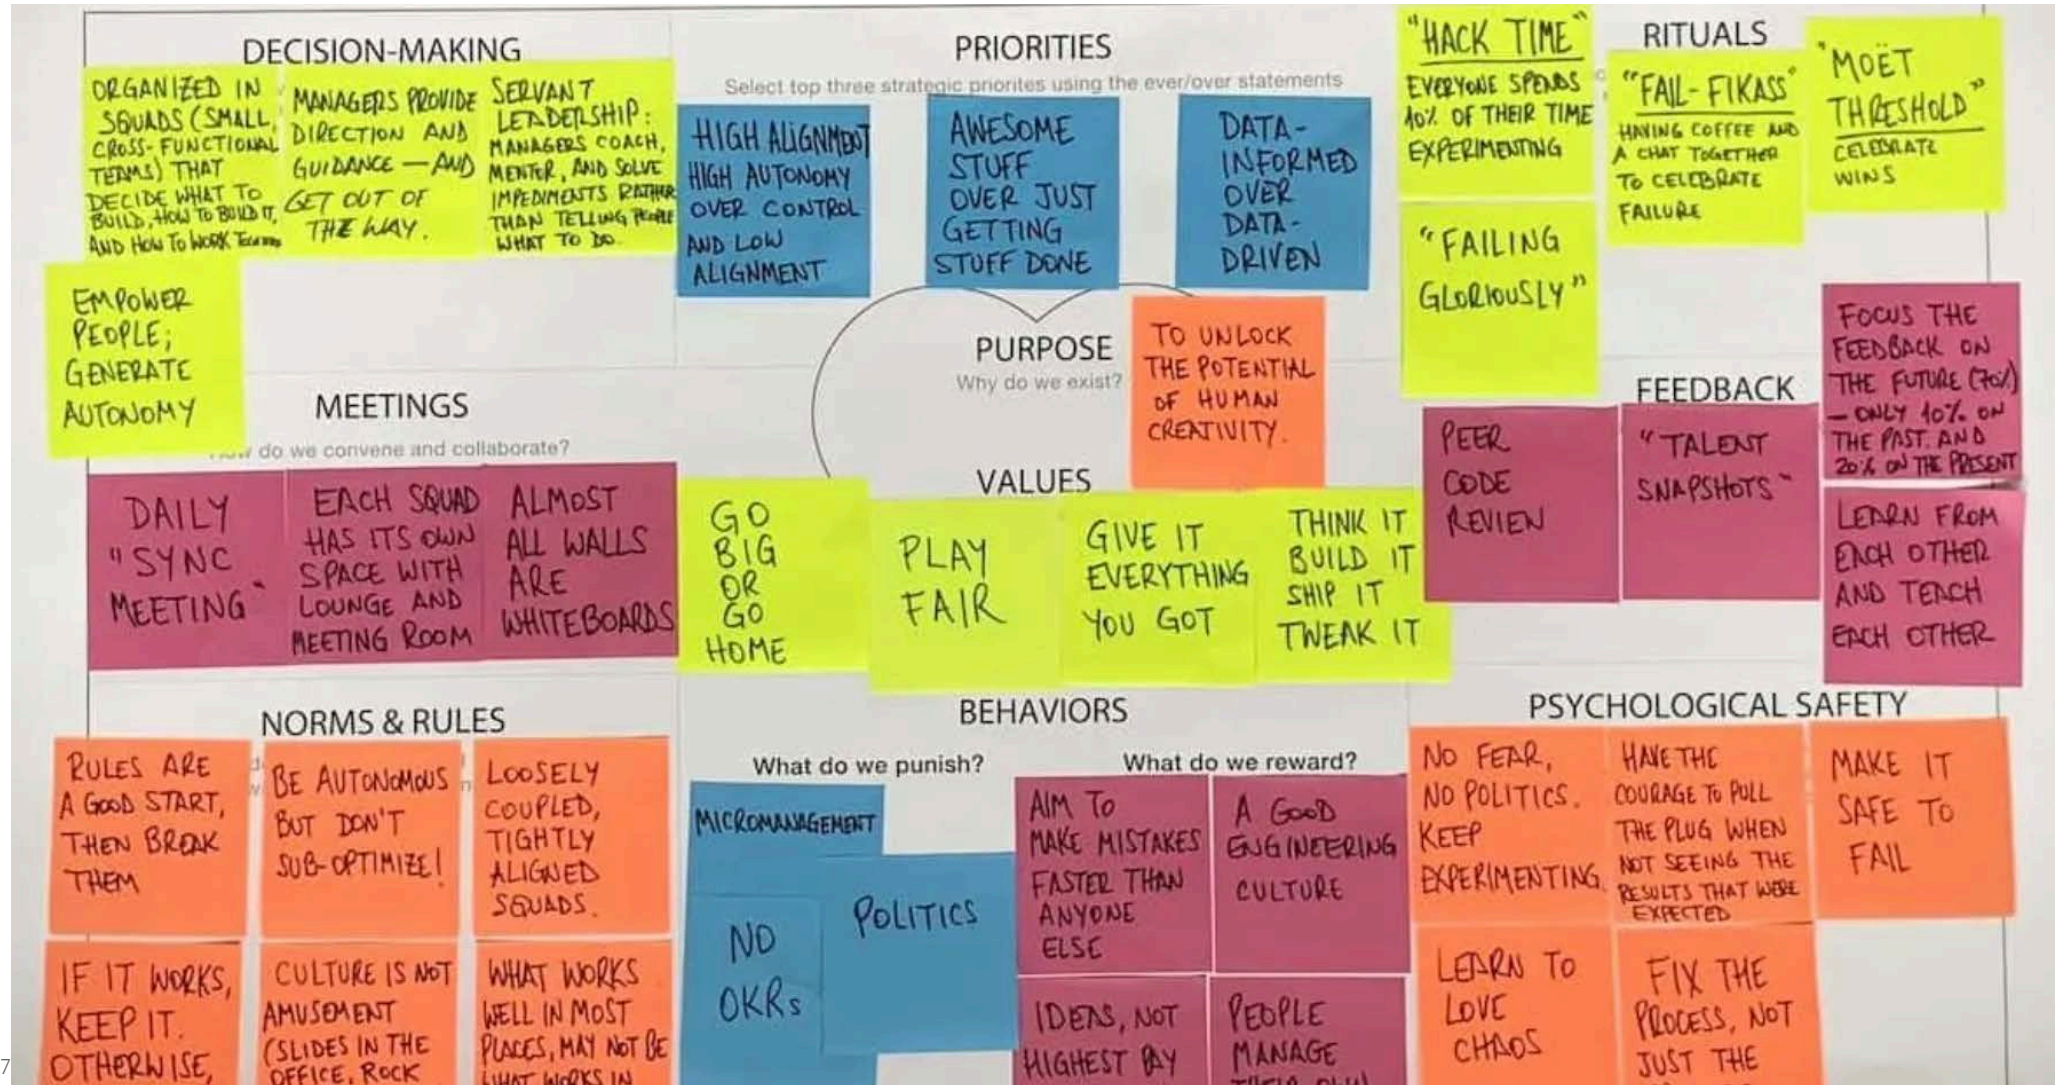 DECISION-MAKING
ORGANIZED IN
SQUADS (SMALL,
CROSS-FUNCTIONAL
TEAMS) THAT
DECIDE WHAT TO
BUILD, HOW TO BUILD IT,
AND HOW TO WORK
MANAGERS PROVIDE
DIRECTION AND
GUIDANCE — AND
GET OUT OF
THE WAY.
SERVANT
LEADERSHIP:
MANAGERS COACH,
MENTOR, AND SOLVE
IMPEDIMENTS RATHER
THAN TELLING PEOPLE
WHAT TO DO.
EMPOWER
PEOPLE;
GENERATE
AUTONOMY
PRIORITIES
Select top three strategic priorites using the ever/over statements
HIGH ALIGNMENT
HIGH AUTONOMY
OVER CONTROL
AND LOW
ALIGNMENT
AWESOME
STUFF
OVER JUST
GETTING
STUFF DONE
DATA-
INFORMED
OVER
DATA-
DRIVEN
RITUALS
"HACK TIME"
EVERYONE SPENDS
10% OF THEIR TIME
EXPERIMENTING
"FAIL-FIKASS"
HAVING COFFEE AND
A CHAT TOGETHER
TO CELEBRATE
FAILURE
"MOËT
THRESHOLD"
CELEBRATE
WINS
"FAILING
GLORIOUSLY"
PURPOSE
Why do we exist?
TO UNLOCK
THE POTENTIAL
OF HUMAN
CREATIVITY.
MEETINGS
do we convene and collaborate?
DAILY
"SYNC
MEETING"
EACH SQUAD
HAS ITS OWN
SPACE WITH
LOUNGE AND
MEETING ROOM
ALMOST
ALL WALLS
ARE
WHITEBOARDS
VALUES
GO
BIG
OR
GO
HOME
PLAY
FAIR
GIVE IT
EVERYTHING
YOU GOT
THINK IT
BUILD IT
SHIP IT
TWEAK IT
FEEDBACK
PEER
CODE
REVIEW
"TALENT
SNAPSHOTS"
FOCUS THE
FEEDBACK ON
THE FUTURE (70%)
— ONLY 10% ON
THE PAST. AND
20% ON THE PRESENT
LEARN FROM
EACH OTHER
AND TEACH
EACH OTHER
NORMS & RULES
RULES ARE
A GOOD START,
THEN BREAK
THEM
BE AUTONOMOUS
BUT DON'T
SUB-OPTIMIZE!
LOOSELY
COUPLED,
TIGHTLY
ALIGNED
SQUADS.
IF IT WORKS,
KEEP IT.
OTHERWISE,
CULTURE IS NOT
AMUSEMENT
(SLIDES IN THE
OFFICE, ROCK
WHAT WORKS
WELL IN MOST
PLACES, MAY NOT BE
WHAT WORKS IN
BEHAVIORS
What do we punish?
MICROMANAGEMENT
POLITICS
NO
OKRs
What do we reward?
AIM TO
MAKE MISTAKES
FASTER THAN
ANYONE
ELSE
A GOOD
ENGINEERING
CULTURE
IDEAS, NOT
HIGHEST PAY
PEOPLE
MANAGE
THEIR OWN
PSYCHOLOGICAL SAFETY
NO FEAR,
NO POLITICS.
KEEP
EXPERIMENTING.
HAVE THE
COURAGE TO PULL
THE PLUG WHEN
NOT SEEING THE
RESULTS THAT WERE
EXPECTED
MAKE IT
SAFE TO
FAIL
LEARN TO
LOVE
CHAOS
FIX THE
PROCESS, NOT
JUST THE
7